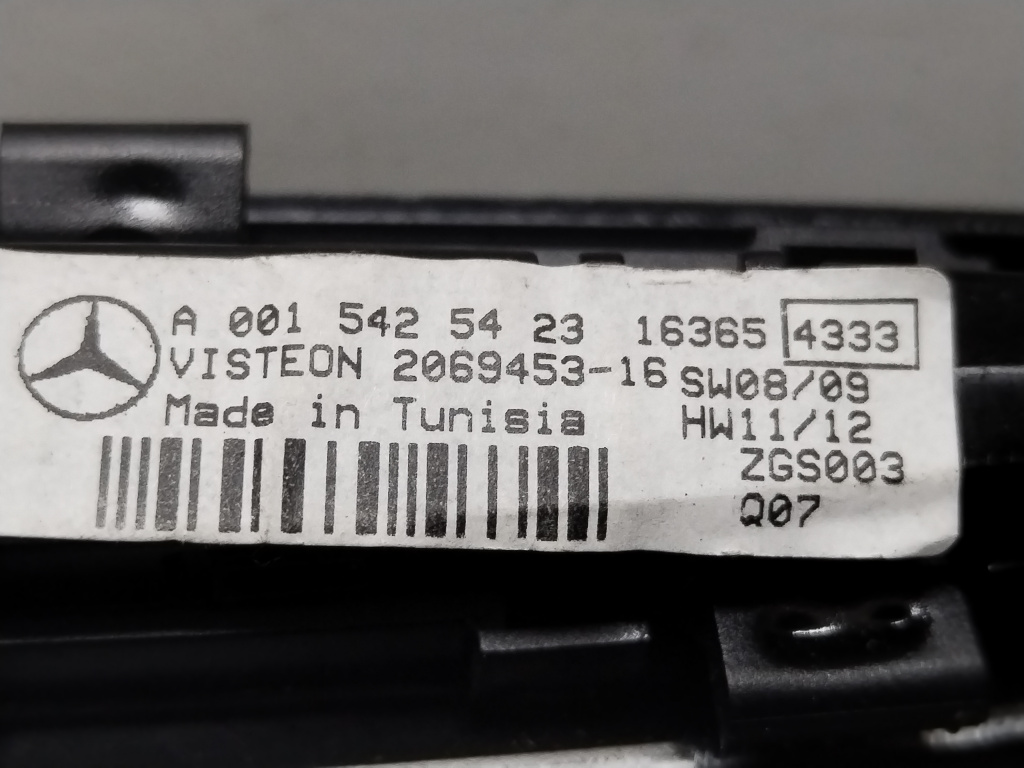 A 001 542 54 23 16365 4333
VISTEON 2069453-16 SW08/09
Made in Tunisia HW11/12
ZGS003
Q07